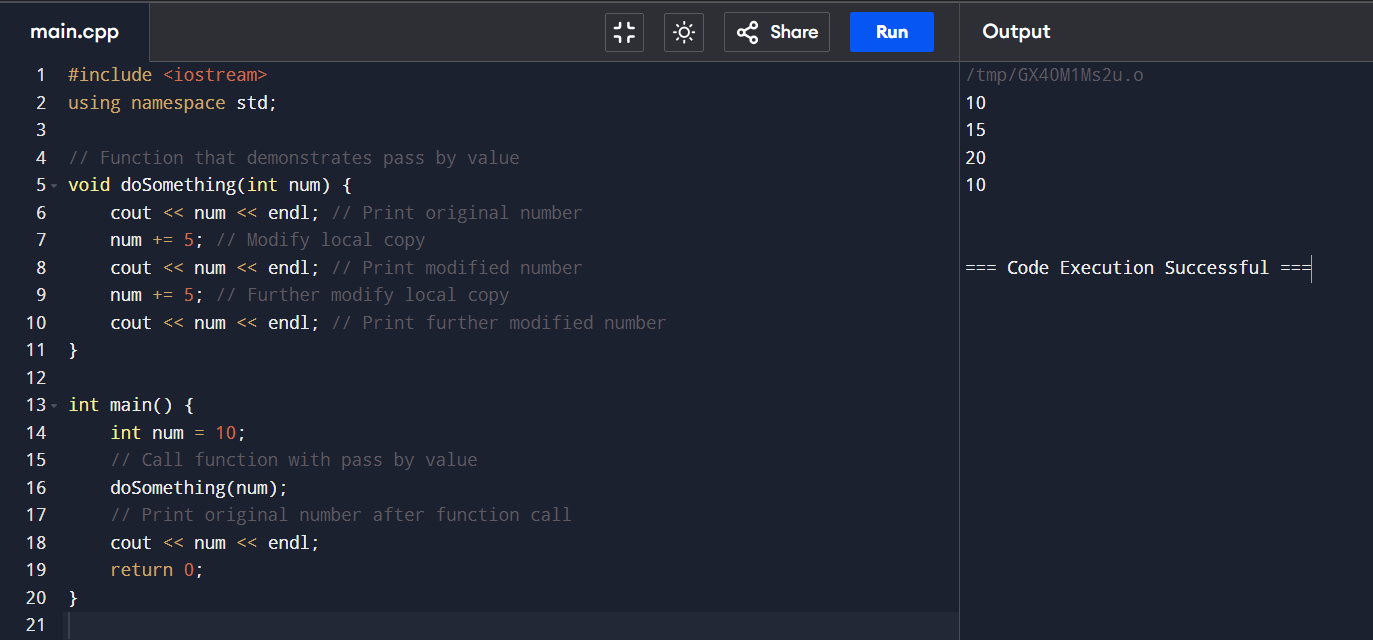 main.cpp
Share
Run
Output
1 #include <iostream>
2 using namespace std;
3
4 // Function that demonstrates pass by value
5 void doSomething(int num) {
6     cout << num << endl; // Print original number
7     num += 5; // Modify local copy
8     cout << num << endl; // Print modified number
9     num += 5; // Further modify local copy
10     cout << num << endl; // Print further modified number
11 }
12
13 int main() {
14     int num = 10;
15     // Call function with pass by value
16     doSomething(num);
17     // Print original number after function call
18     cout << num << endl;
19     return 0;
20 }
21
/tmp/GX40M1Ms2u.o
10
15
20
10
=== Code Execution Successful ===